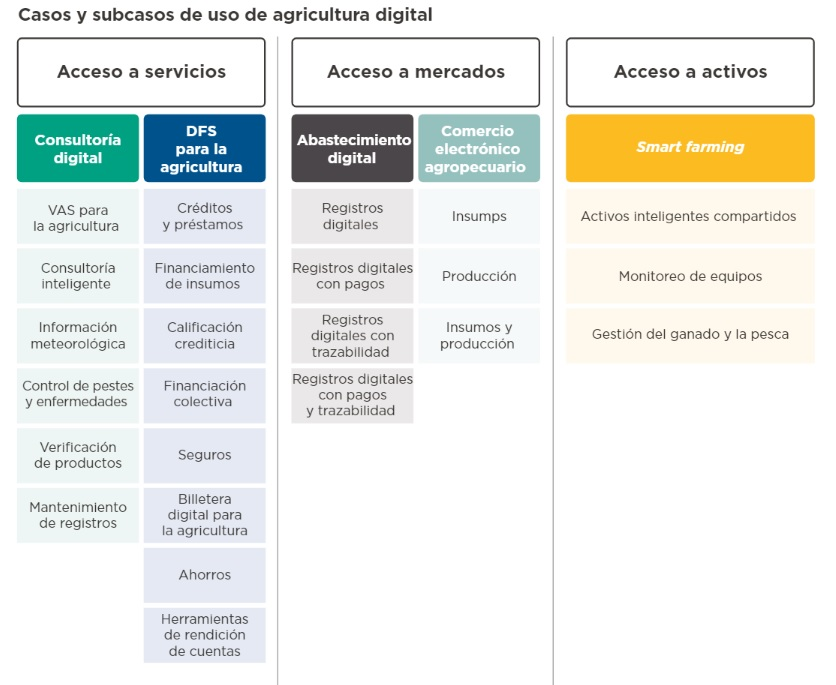 Casos y subcasos de uso de agricultura digital
Acceso a servicios
Consultoría
digital
VAS para
la agricultura
Consultoría
inteligente
Información
meteorológica
Control de pestes
y enfermedades
Verificación
de productos
Mantenimiento
de registros
DFS
para la
agricultura
Créditos
y préstamos
Financiamiento
de insumos
Calificación
crediticia
Financiación
colectiva
Seguros
Billetera
digital para
la agricultura
Ahorros
Herramientas
de rendición
de cuentas
Acceso a mercados
Abastecimiento
digital
Registros
digitales
Registros digitales
con pagos
Registros
digitales con
trazabilidad
Registros digitales
con pagos
y trazabilidad
Comercio
electrónico
agropecuario
Insumps
Producción
Insumos y
producción
Acceso a activos
Smart farming
Activos inteligentes compartidos
Monitoreo de equipos
Gestión del ganado y la pesca